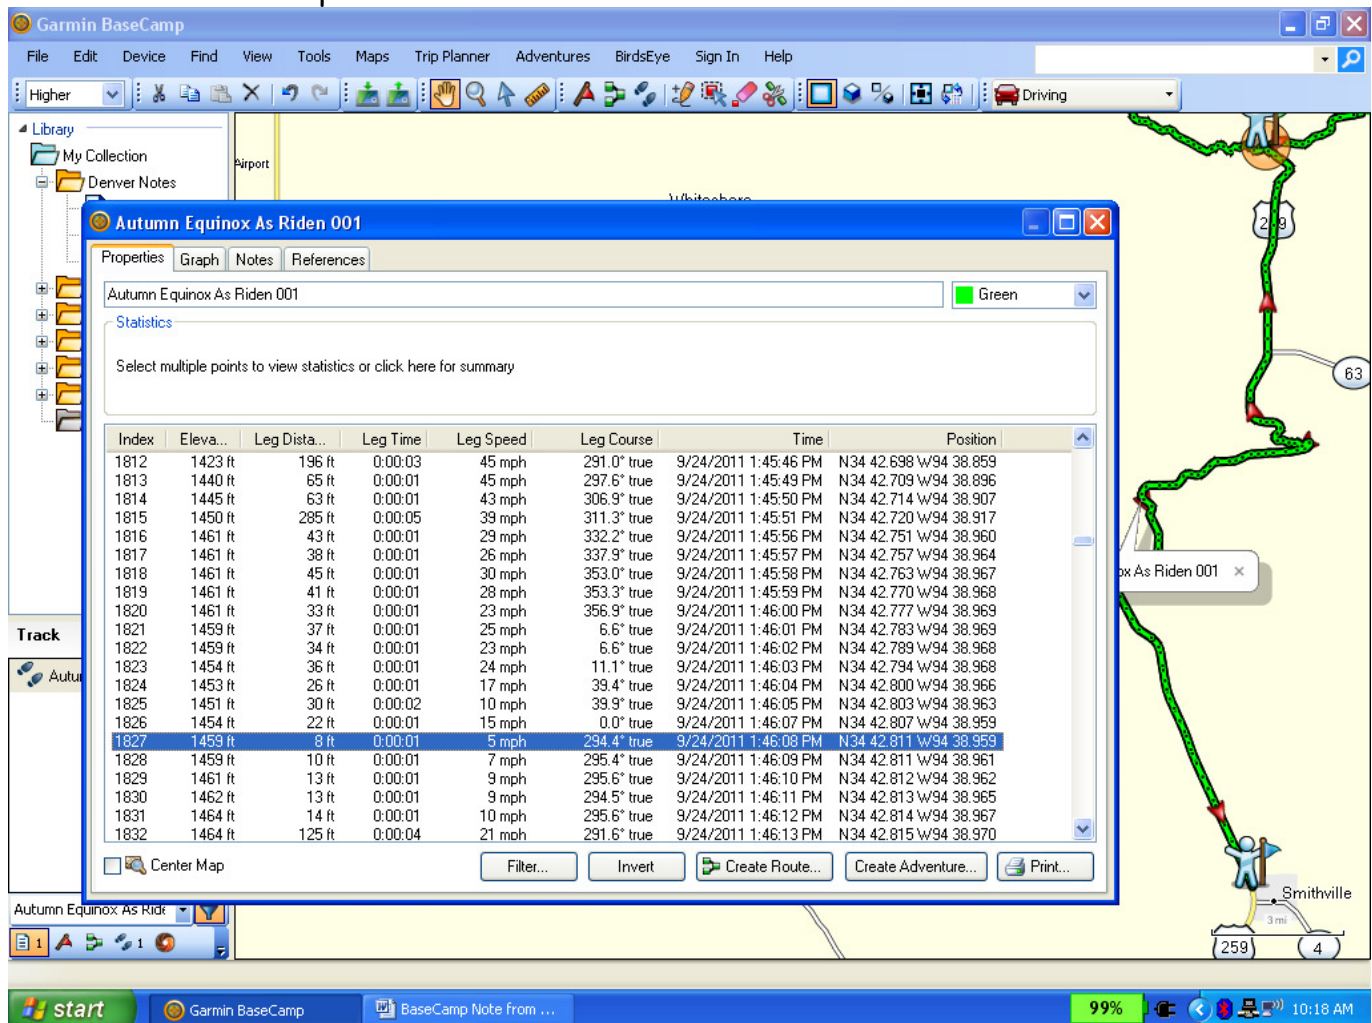 Garmin BaseCamp
File Edit Device Find View Tools Maps Trip Planner Adventures BirdsEye Sign In Help
Higher Driving
Library
My Collection
Denver Notes
Airport
259
63
Autumn Equinox As Riden 001
Properties Graph Notes References
Autumn Equinox As Riden 001 Green
Statistics
Select multiple points to view statistics or click here for summary
Index Eleva... Leg Dista... Leg Time Leg Speed Leg Course Time Position
1812 1423 ft 196 ft 0:00:03 45 mph 291.0° true 9/24/2011 1:45:46 PM N34 42.698 W94 38.859
1813 1440 ft 65 ft 0:00:01 45 mph 297.6° true 9/24/2011 1:45:49 PM N34 42.709 W94 38.896
1814 1445 ft 63 ft 0:00:01 43 mph 306.9° true 9/24/2011 1:45:50 PM N34 42.714 W94 38.907
1815 1450 ft 285 ft 0:00:05 39 mph 311.3° true 9/24/2011 1:45:51 PM N34 42.720 W94 38.917
1816 1461 ft 43 ft 0:00:01 29 mph 332.2° true 9/24/2011 1:45:56 PM N34 42.751 W94 38.960
1817 1461 ft 38 ft 0:00:01 26 mph 337.9° true 9/24/2011 1:45:57 PM N34 42.757 W94 38.964
1818 1461 ft 45 ft 0:00:01 30 mph 353.0° true 9/24/2011 1:45:58 PM N34 42.763 W94 38.967
1819 1461 ft 41 ft 0:00:01 28 mph 353.3° true 9/24/2011 1:45:59 PM N34 42.770 W94 38.968
1820 1461 ft 33 ft 0:00:01 23 mph 356.9° true 9/24/2011 1:46:00 PM N34 42.777 W94 38.969
1821 1459 ft 37 ft 0:00:01 25 mph 6.6° true 9/24/2011 1:46:01 PM N34 42.783 W94 38.969
1822 1459 ft 34 ft 0:00:01 23 mph 6.6° true 9/24/2011 1:46:02 PM N34 42.789 W94 38.968
1823 1454 ft 36 ft 0:00:01 24 mph 11.1° true 9/24/2011 1:46:03 PM N34 42.794 W94 38.968
1824 1453 ft 26 ft 0:00:01 17 mph 39.4° true 9/24/2011 1:46:04 PM N34 42.800 W94 38.966
1825 1451 ft 30 ft 0:00:02 10 mph 39.9° true 9/24/2011 1:46:05 PM N34 42.803 W94 38.963
1826 1454 ft 22 ft 0:00:01 15 mph 0.0° true 9/24/2011 1:46:07 PM N34 42.807 W94 38.959
1827 1459 ft 8 ft 0:00:01 5 mph 294.4° true 9/24/2011 1:46:08 PM N34 42.811 W94 38.959
1828 1459 ft 10 ft 0:00:01 7 mph 295.4° true 9/24/2011 1:46:09 PM N34 42.811 W94 38.961
1829 1461 ft 13 ft 0:00:01 9 mph 295.6° true 9/24/2011 1:46:10 PM N34 42.812 W94 38.962
1830 1462 ft 13 ft 0:00:01 9 mph 294.5° true 9/24/2011 1:46:11 PM N34 42.813 W94 38.965
1831 1464 ft 14 ft 0:00:01 10 mph 295.6° true 9/24/2011 1:46:12 PM N34 42.814 W94 38.967
1832 1464 ft 125 ft 0:00:04 21 mph 291.6° true 9/24/2011 1:46:13 PM N34 42.815 W94 38.970
Center Map Filter... Invert Create Route... Create Adventure... Print...
ox As Riden 001
Track
Autu
Autumn Equinox As Ride
1 1
Smithville
3 mi
259 4
start Garmin BaseCamp BaseCamp Note from ... 99% 10:18 AM